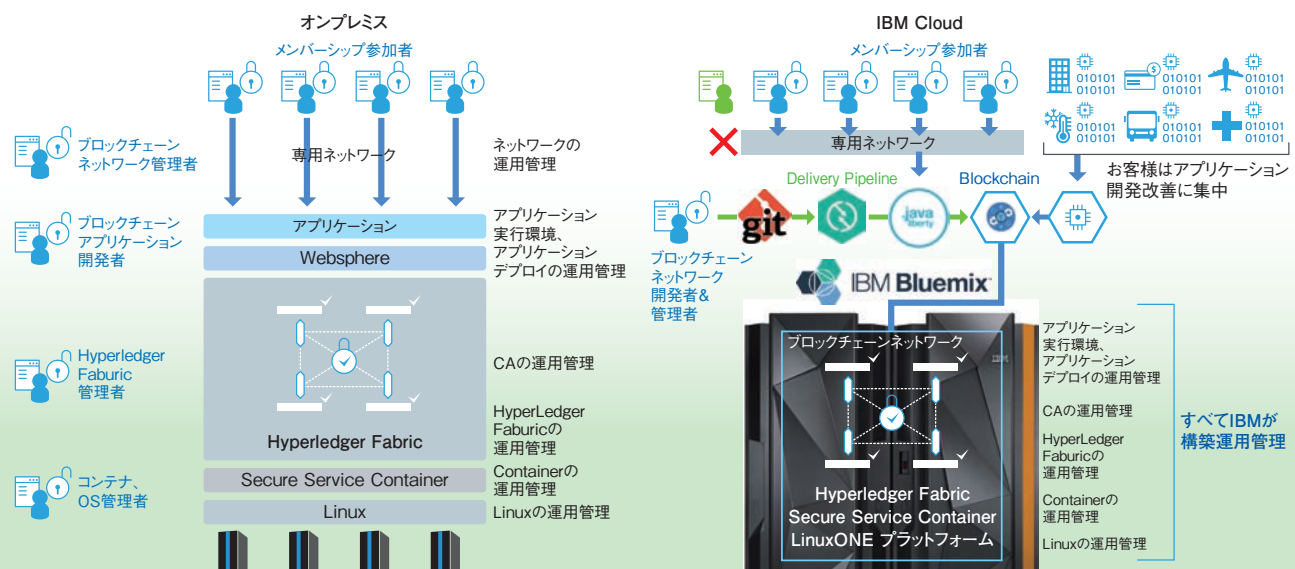 オンプレミス
メンバーシップ参加者
ブロックチェーン
ネットワーク管理者
専用ネットワーク
ネットワークの
運用管理
ブロックチェーン
アプリケーション
開発者
アプリケーション
Websphere
アプリケーション
実行環境、
アプリケーション
デプロイの運用管理
Hyperledger
Faburic
管理者
Hyperledger Fabric
CAの運用管理
HyperLedger
Faburicの
運用管理
コンテナ、
OS管理者
Secure Service Container
Containerの
運用管理
Linux
Linuxの運用管理
IBM Cloud
メンバーシップ参加者
専用ネットワーク
010101
010101
$
010101
010101
010101
010101
010101
010101
010101
010101
010101
010101
お客様はアプリケーション
開発改善に集中
Delivery Pipeline
Blockchain
git
java
liberty
ブロックチェーン
ネットワーク
開発者&
管理者
IBM Bluemix
IBM
ブロックチェーンネットワーク
Hyperledger Fabric
Secure Service Container
LinuxONE プラットフォーム
アプリケーション
実行環境、
アプリケーション
デプロイの運用管理
CAの運用管理
HyperLedger
Faburicの
運用管理
Containerの
運用管理
Linuxの運用管理
すべてIBMが
構築運用管理